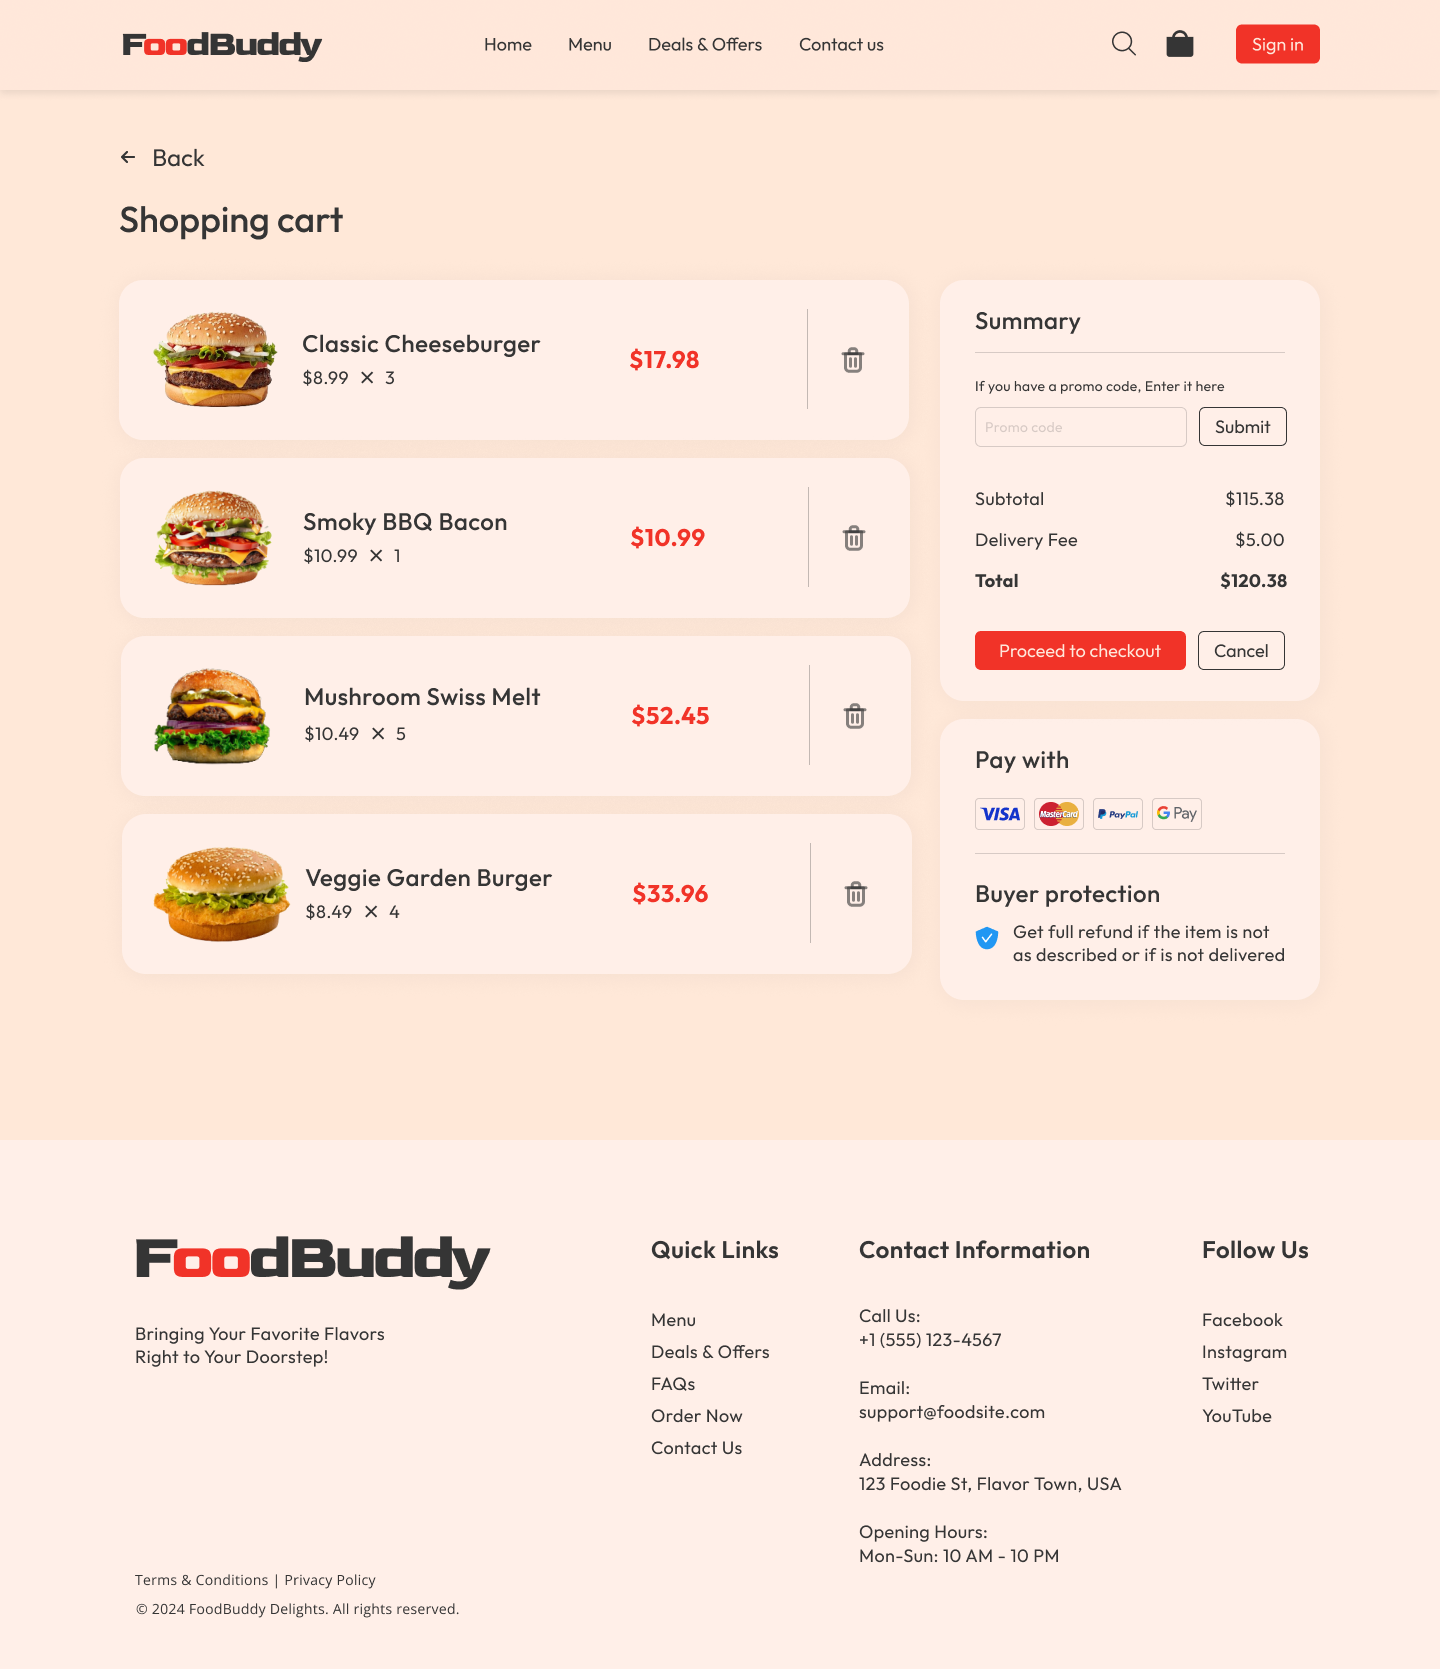 FoodBuddy
Home
Menu
Deals & Offers
Contact us
Sign in
Back
Shopping cart
Classic Cheeseburger
$8.99 × 3
$17.98
Smoky BBQ Bacon
$10.99 × 1
$10.99
Mushroom Swiss Melt
$10.49 × 5
$52.45
Veggie Garden Burger
$8.49 × 4
$33.96
Summary
If you have a promo code, Enter it here
Promo code
Submit
Subtotal $115.38
Delivery Fee $5.00
Total $120.38
Proceed to checkout
Cancel
Pay with
VISA
MasterCard
PayPal
G Pay
Buyer protection
Get full refund if the item is not
as described or if is not delivered
FoodBuddy
Bringing Your Favorite Flavors
Right to Your Doorstep!
Quick Links
Menu
Deals & Offers
FAQs
Order Now
Contact Us
Contact Information
Call Us:
+1 (555) 123-4567
Email:
support@foodsite.com
Address:
123 Foodie St, Flavor Town, USA
Opening Hours:
Mon-Sun: 10 AM - 10 PM
Follow Us
Facebook
Instagram
Twitter
YouTube
Terms & Conditions | Privacy Policy
© 2024 FoodBuddy Delights. All rights reserved.